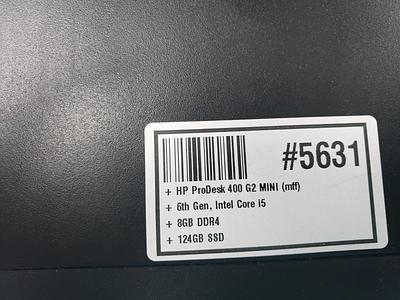 #5631
+ HP ProDesk 400 G2 MINI (mff)
+ 6th Gen, Intel Core i5
+ 8GB DDR4
+ 124GB SSD